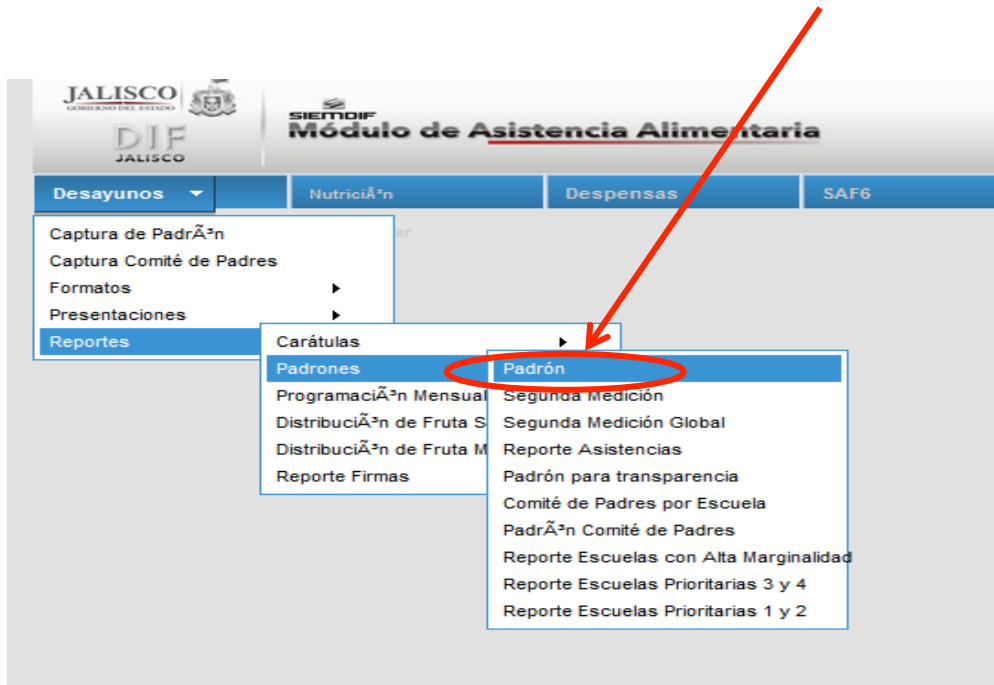 JALISCO
GOBIERNO DEL ESTADO
DIF
JALISCO
SIEMDIF
Módulo de Asistencia Alimentaria
Desayunos
NutriciÃ³n
Despensas
SAF6
Captura de PadrÃ³n
ar
Captura Comité de Padres
Formatos
Presentaciones
Reportes
Carátulas
Padrones
ProgramaciÃ³n Mensual
DistribuciÃ³n de Fruta S
DistribuciÃ³n de Fruta M
Reporte Firmas
Padrón
Segunda Medición
Segunda Medición Global
Reporte Asistencias
Padrón para transparencia
Comité de Padres por Escuela
PadrÃ³n Comité de Padres
Reporte Escuelas con Alta Marginalidad
Reporte Escuelas Prioritarias 3 y 4
Reporte Escuelas Prioritarias 1 y 2